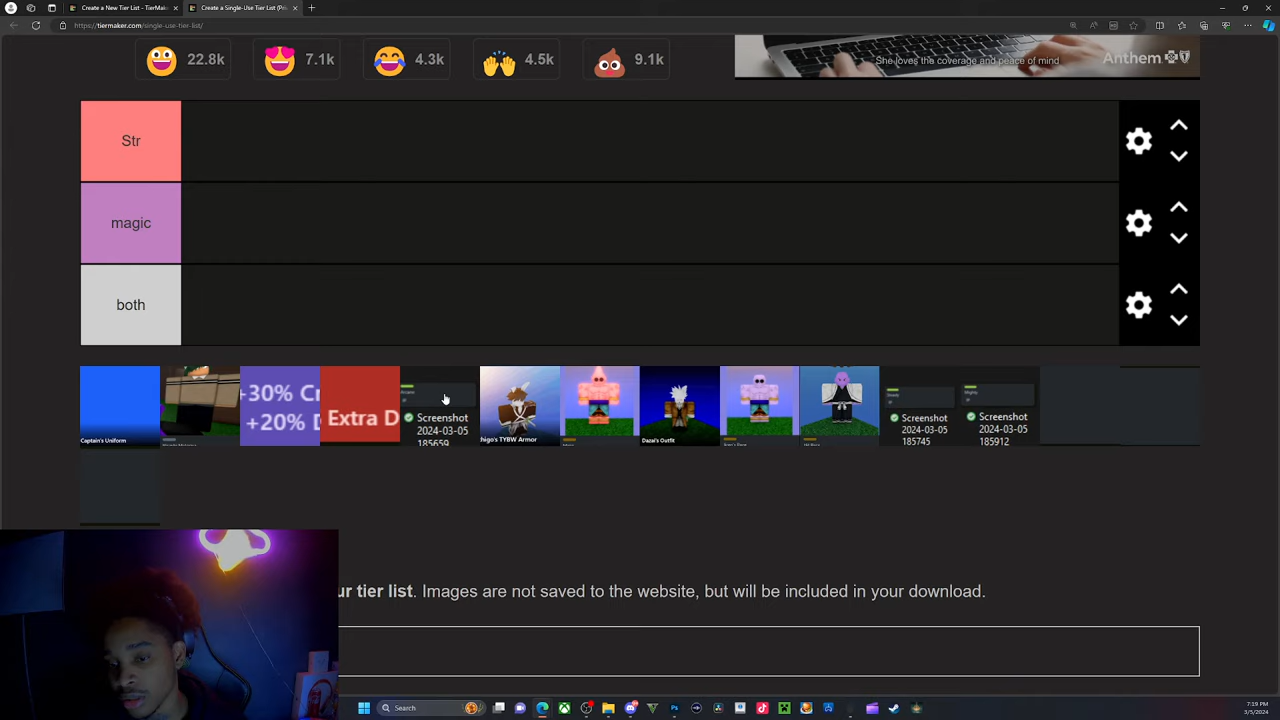 Create a New Tier List - TierMak
Create a Single-Use Tier List (Pri
https://tiermaker.com/single-use-tier-list/
22.8k 7.1k 4.3k 4.5k 9.1k
She loves the coverage and peace of mind
Anthem
Str
magic
both
Captain's Uniform
+30% Cr
+20% D
Extra D
Screenshot
2024-03-05
185659
higo's TYBW Armor
Dazai's Outfit
Screenshot
2024-03-05
185745
Screenshot
2024-03-05
185912
ur tier list. Images are not saved to the website, but will be included in your download.
Search
7:19 PM
3/5/2024